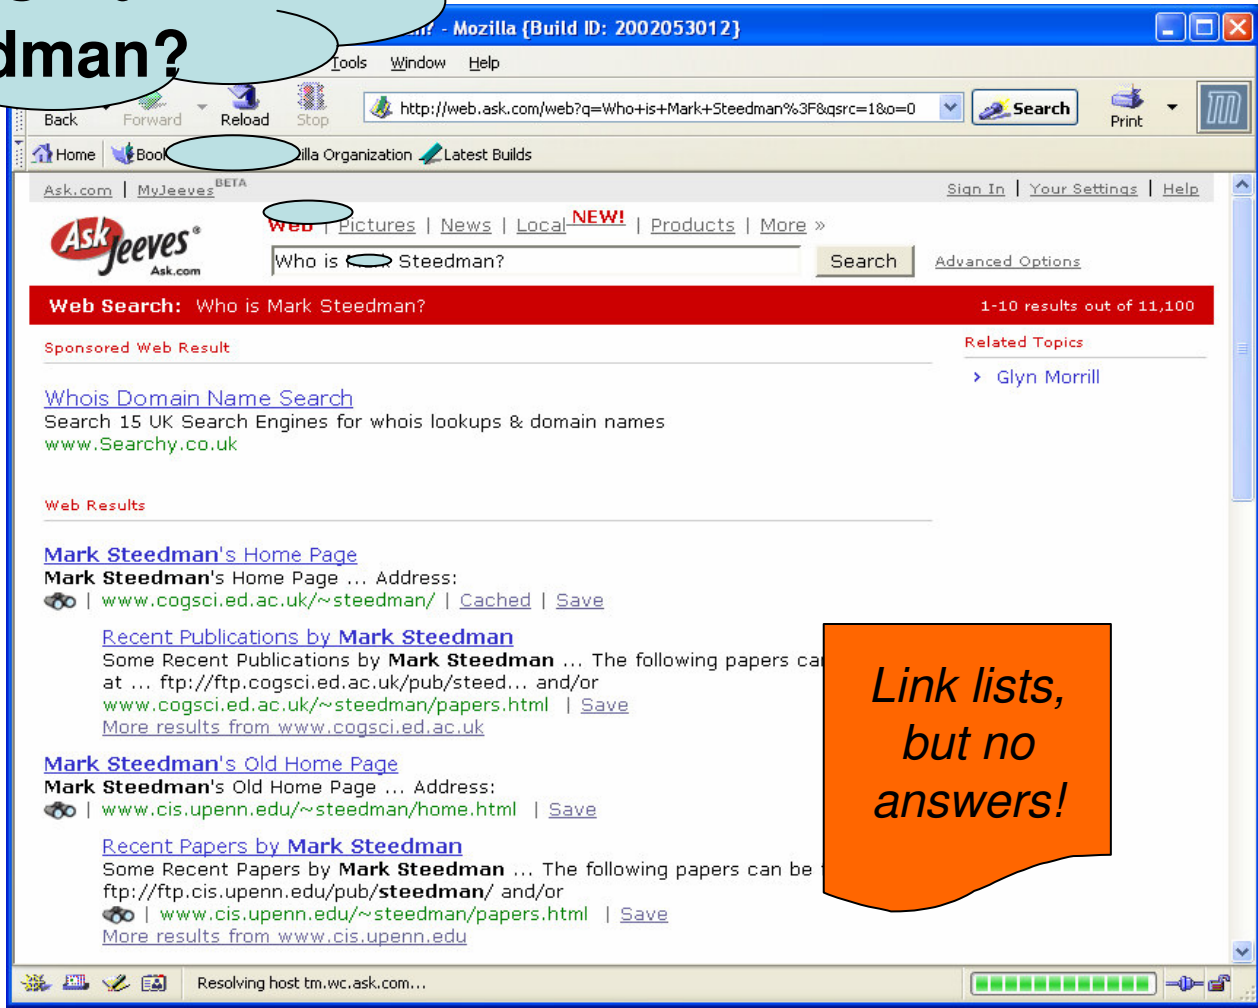 dman?
- Mozilla {Build ID: 2002053012}
Tools Window Help
Back Forward Reload Stop http://web.ask.com/web?q=Who+is+Mark+Steedman%3F&qsrc=1&o=0 Search Print
Home Book zilla Organization Latest Builds
Ask.com | MyJeeves BETA Sign In | Your Settings | Help
Ask Jeeves® Ask.com
Web | Pictures | News | Local NEW! | Products | More »
Who is Mark Steedman? Search Advanced Options
Web Search: Who is Mark Steedman? 1-10 results out of 11,100
Sponsored Web Result
Related Topics
> Glyn Morrill
Whois Domain Name Search
Search 15 UK Search Engines for whois lookups & domain names
www.Searchy.co.uk
Web Results
Mark Steedman's Home Page
Mark Steedman's Home Page ... Address:
| www.cogsci.ed.ac.uk/~steedman/ | Cached | Save
Recent Publications by Mark Steedman
Some Recent Publications by Mark Steedman ... The following papers ca
at ... ftp://ftp.cogsci.ed.ac.uk/pub/steed... and/or
www.cogsci.ed.ac.uk/~steedman/papers.html | Save
More results from www.cogsci.ed.ac.uk
Mark Steedman's Old Home Page
Mark Steedman's Old Home Page ... Address:
| www.cis.upenn.edu/~steedman/home.html | Save
Recent Papers by Mark Steedman
Some Recent Papers by Mark Steedman ... The following papers can be
ftp://ftp.cis.upenn.edu/pub/steedman/ and/or
| www.cis.upenn.edu/~steedman/papers.html | Save
More results from www.cis.upenn.edu
Link lists,
but no
answers!
Resolving host tm.wc.ask.com...